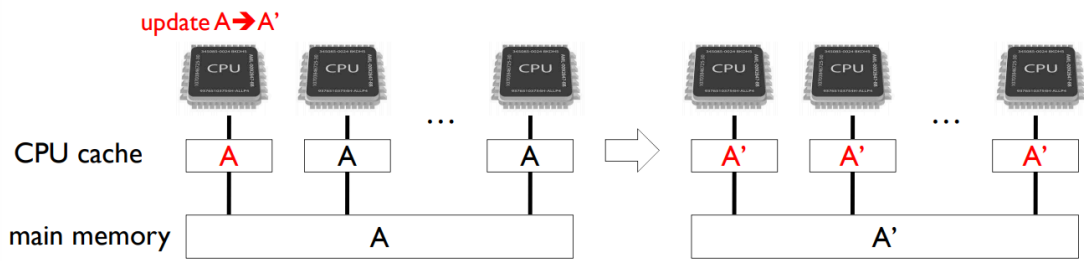 update A➔A’
CPU CPU CPU CPU CPU CPU
... ...
CPU cache A A A A’ A’ A’
main memory A A’